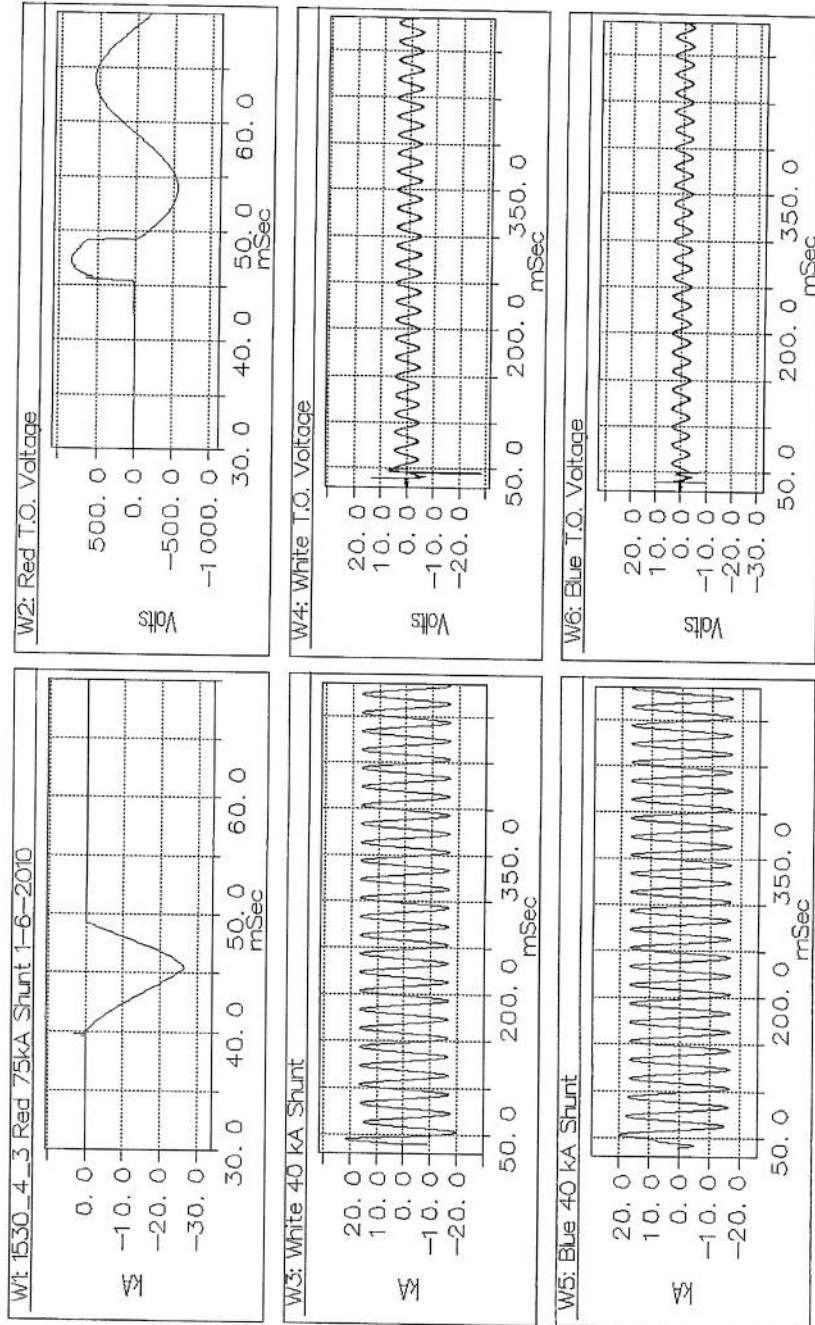 W1: 1530_4_3 Red 75kA Shunt 1-6-2010
0. 0
-10. 0
-20. 0
-30. 0
kA
30. 0
40. 0
50. 0
60. 0
mSec
W2: Red T.O. Voltage
500. 0
0. 0
-500. 0
-1000. 0
Volts
30. 0
40. 0
50. 0
60. 0
mSec
W3: White 40 kA Shunt
20. 0
10. 0
0. 0
-10. 0
-20. 0
kA
50. 0
200. 0
350. 0
mSec
W4: White T.O. Voltage
20. 0
10. 0
0. 0
-10. 0
-20. 0
Volts
50. 0
200. 0
350. 0
mSec
W5: Blue 40 kA Shunt
20. 0
10. 0
0. 0
-10. 0
-20. 0
kA
50. 0
200. 0
350. 0
mSec
W6: Blue T.O. Voltage
20. 0
10. 0
0. 0
-10. 0
-20. 0
-30. 0
Volts
50. 0
200. 0
350. 0
mSec